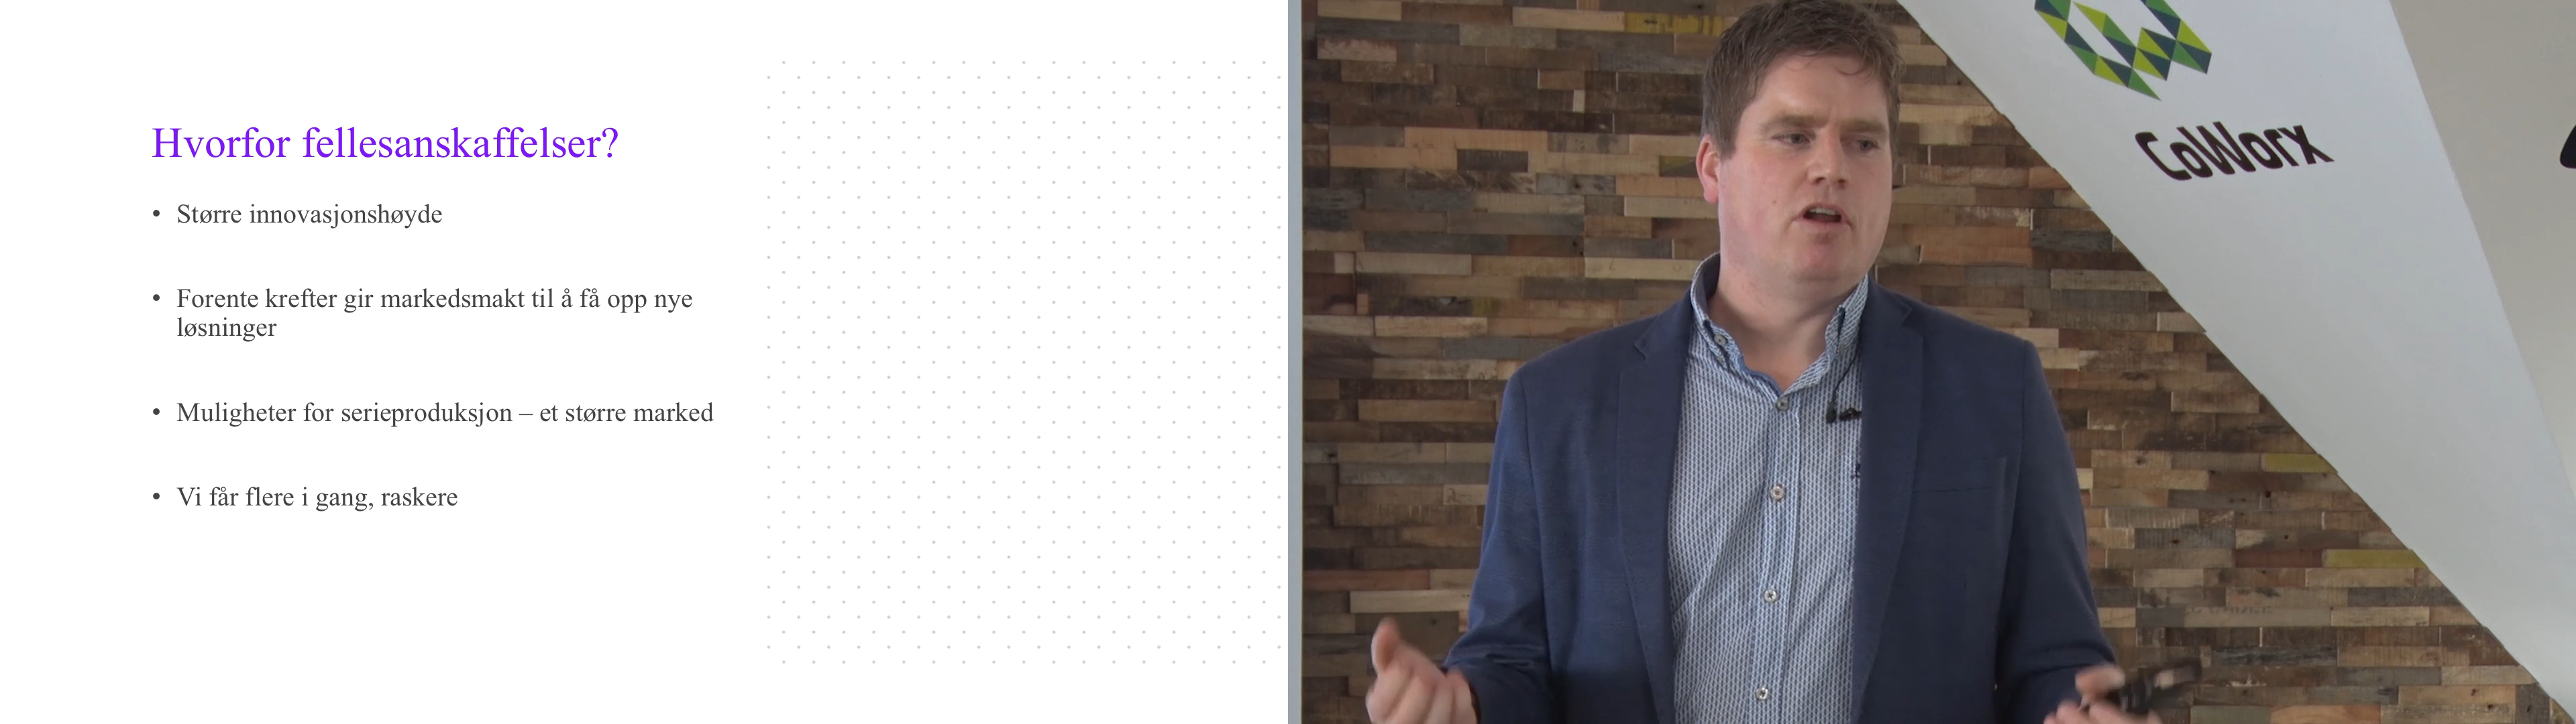 Hvorfor fellesanskaffelser?
• Større innovasjonshøyde
• Forente krefter gir markedsmakt til å få opp nye
løsninger
• Muligheter for serieproduksjon – et større marked
• Vi får flere i gang, raskere
CoWorx